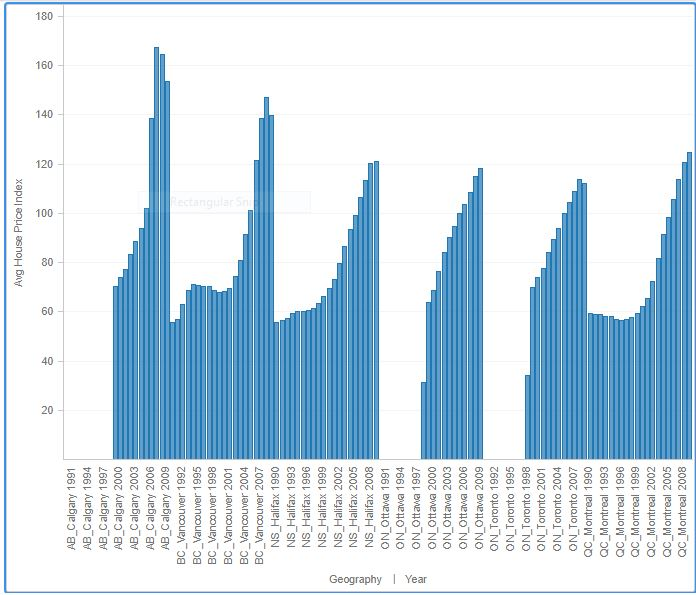 180
160
140
120
100
80
60
40
20
Avg House Price Index
Rectangular Snip
AB_Calgary 1991
AB_Calgary 1994
AB_Calgary 1997
AB_Calgary 2000
AB_Calgary 2003
AB_Calgary 2006
AB_Calgary 2009
BC_Vancouver 1992
BC_Vancouver 1995
BC_Vancouver 1998
BC_Vancouver 2001
BC_Vancouver 2004
BC_Vancouver 2007
NS_Halifax 1990
NS_Halifax 1993
NS_Halifax 1996
NS_Halifax 1999
NS_Halifax 2002
NS_Halifax 2005
NS_Halifax 2008
ON_Ottawa 1991
ON_Ottawa 1994
ON_Ottawa 1997
ON_Ottawa 2000
ON_Ottawa 2003
ON_Ottawa 2006
ON_Ottawa 2009
ON_Toronto 1992
ON_Toronto 1995
ON_Toronto 1998
ON_Toronto 2001
ON_Toronto 2004
ON_Toronto 2007
QC_Montreal 1990
QC_Montreal 1993
QC_Montreal 1996
QC_Montreal 1999
QC_Montreal 2002
QC_Montreal 2005
QC_Montreal 2008
Geography | Year